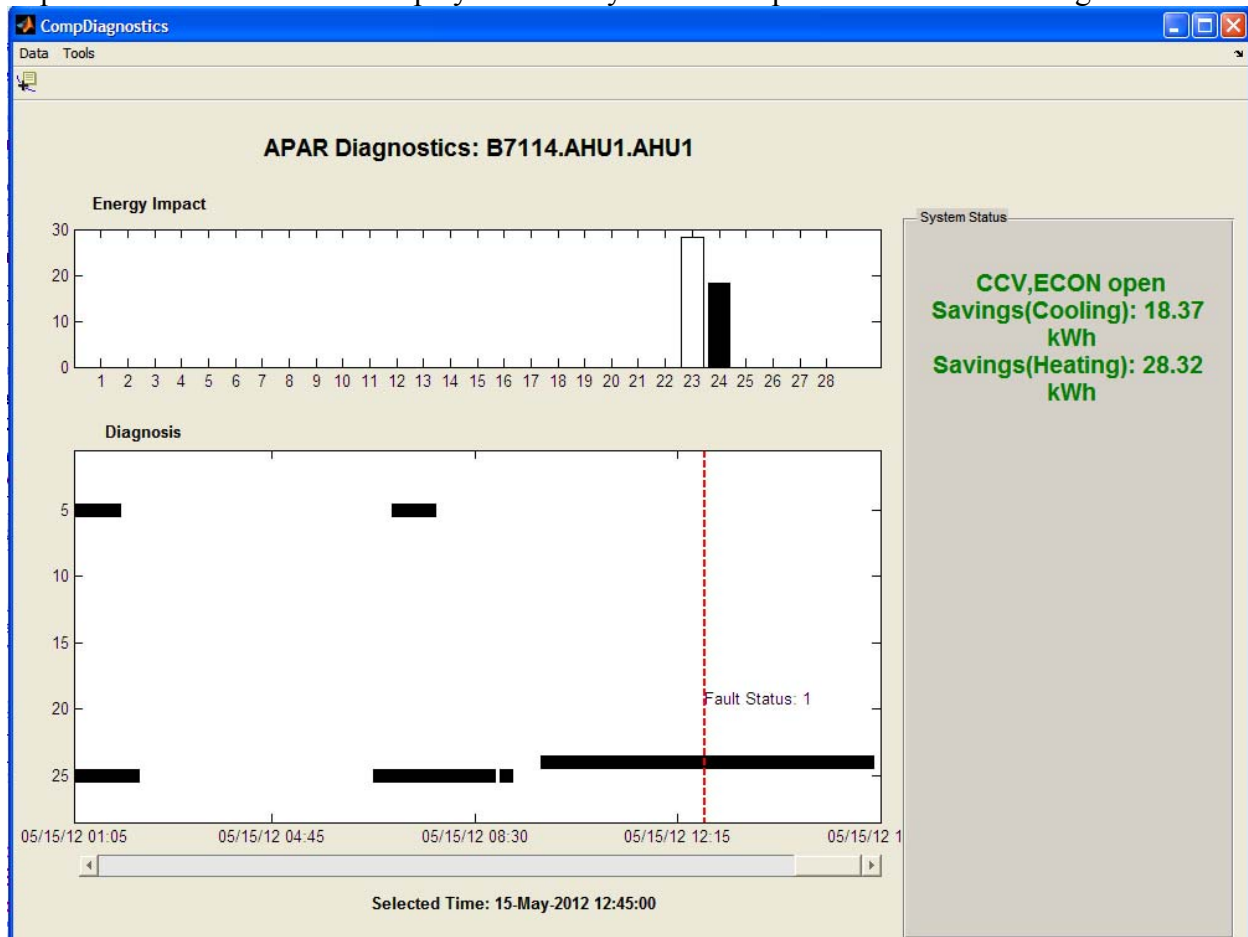 CompDiagnostics
Data Tools
APAR Diagnostics: B7114.AHU1.AHU1
Energy Impact
30
20
10
0
1 2 3 4 5 6 7 8 9 10 11 12 13 14 15 16 17 18 19 20 21 22 23 24 25 26 27 28
System Status
CCV,ECON open
Savings(Cooling): 18.37
kWh
Savings(Heating): 28.32
kWh
Diagnosis
5
10
15
20
25
Fault Status: 1
05/15/12 01:05 05/15/12 04:45 05/15/12 08:30 05/15/12 12:15 05/15/12 1
Selected Time: 15-May-2012 12:45:00